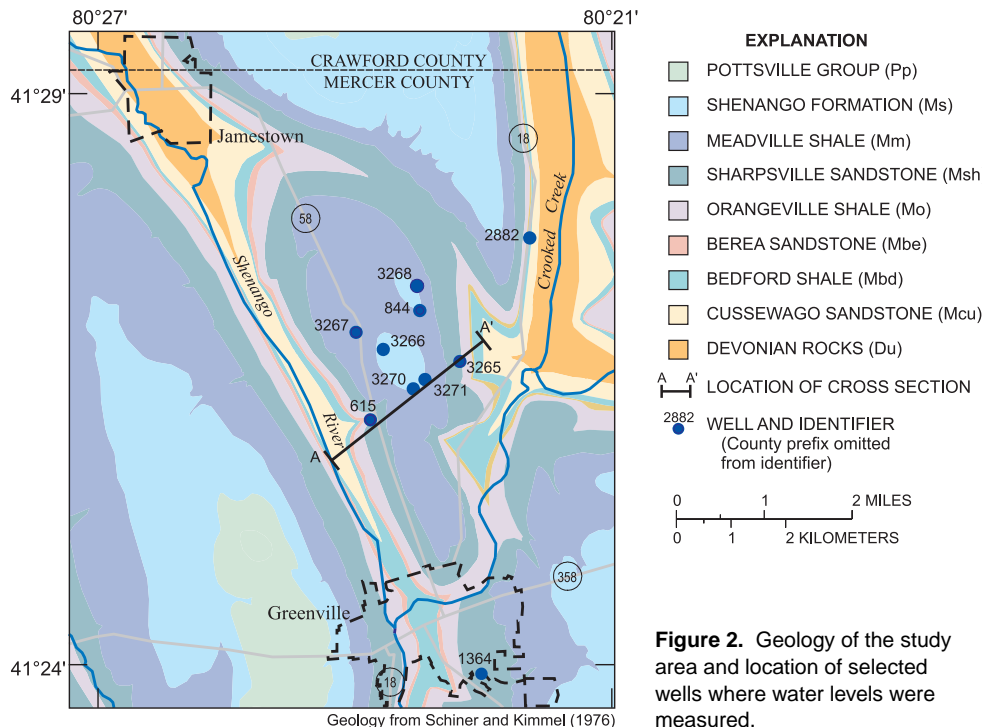 80°27'
80°21'
41°29'
41°24'
CRAWFORD COUNTY
MERCER COUNTY
Jamestown
18
58
Crooked Creek
2882
Shenango
3268
844
3267
3266
A'
3265
3270
3271
615
River
A
358
Greenville
1364
18
Geology from Schiner and Kimmel (1976)
EXPLANATION
POTTSVILLE GROUP (Pp)
SHENANGO FORMATION (Ms)
MEADVILLE SHALE (Mm)
SHARPSVILLE SANDSTONE (Msh
ORANGEVILLE SHALE (Mo)
BEREA SANDSTONE (Mbe)
BEDFORD SHALE (Mbd)
CUSSEWAGO SANDSTONE (Mcu)
DEVONIAN ROCKS (Du)
A A' LOCATION OF CROSS SECTION
2882 WELL AND IDENTIFIER
(County prefix omitted
from identifier)
0 1 2 MILES
0 1 2 KILOMETERS
Figure 2. Geology of the study
area and location of selected
wells where water levels were
measured.